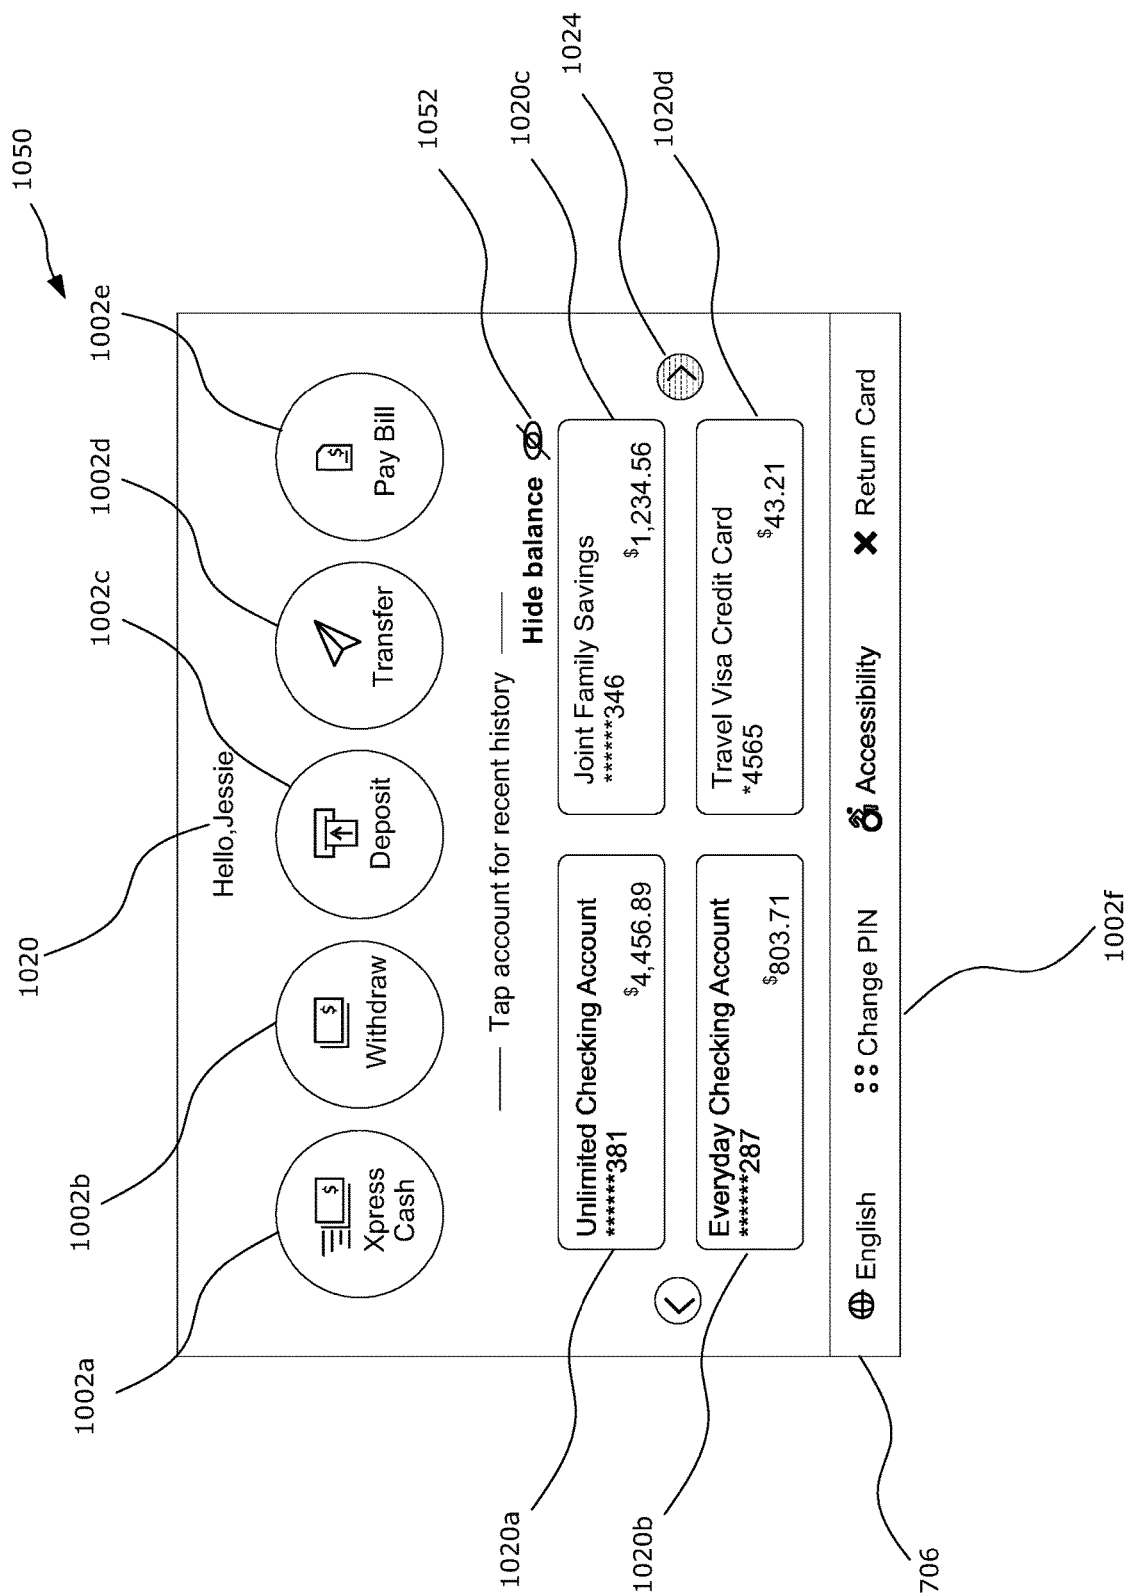 1050
1020
Hello,Jessie
1002a
1002b
1002c
1002d
1002e
Xpress
Cash
Withdraw
Deposit
Transfer
Pay Bill
$
$
$
Tap account for recent history
Hide balance
1052
1020a
Unlimited Checking Account
******381
$4,456.89
Joint Family Savings
******346
$1,234.56
1020c
1024
1020b
Everyday Checking Account
******287
$803.71
Travel Visa Credit Card
*4565
$43.21
1020d
706
English
Change PIN
Accessibility
Return Card
1002f